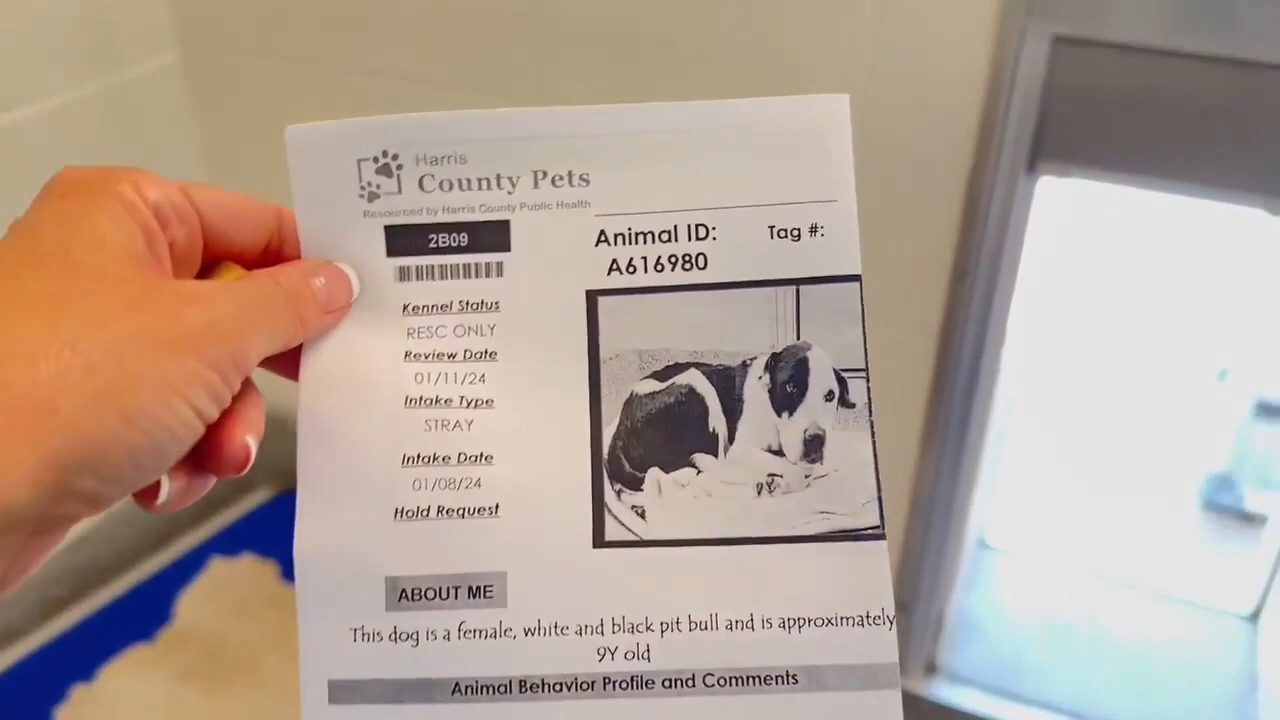 Harris
County Pets
Resourced by Harris County Public Health
2B09
Animal ID:
Tag #:
A616980
Kennel Status
RESC ONLY
Review Date
01/11/24
Intake Type
STRAY
Intake Date
01/08/24
Hold Request
ABOUT ME
This dog is a female, white and black pit bull and is approximately
9Y old
Animal Behavior Profile and Comments